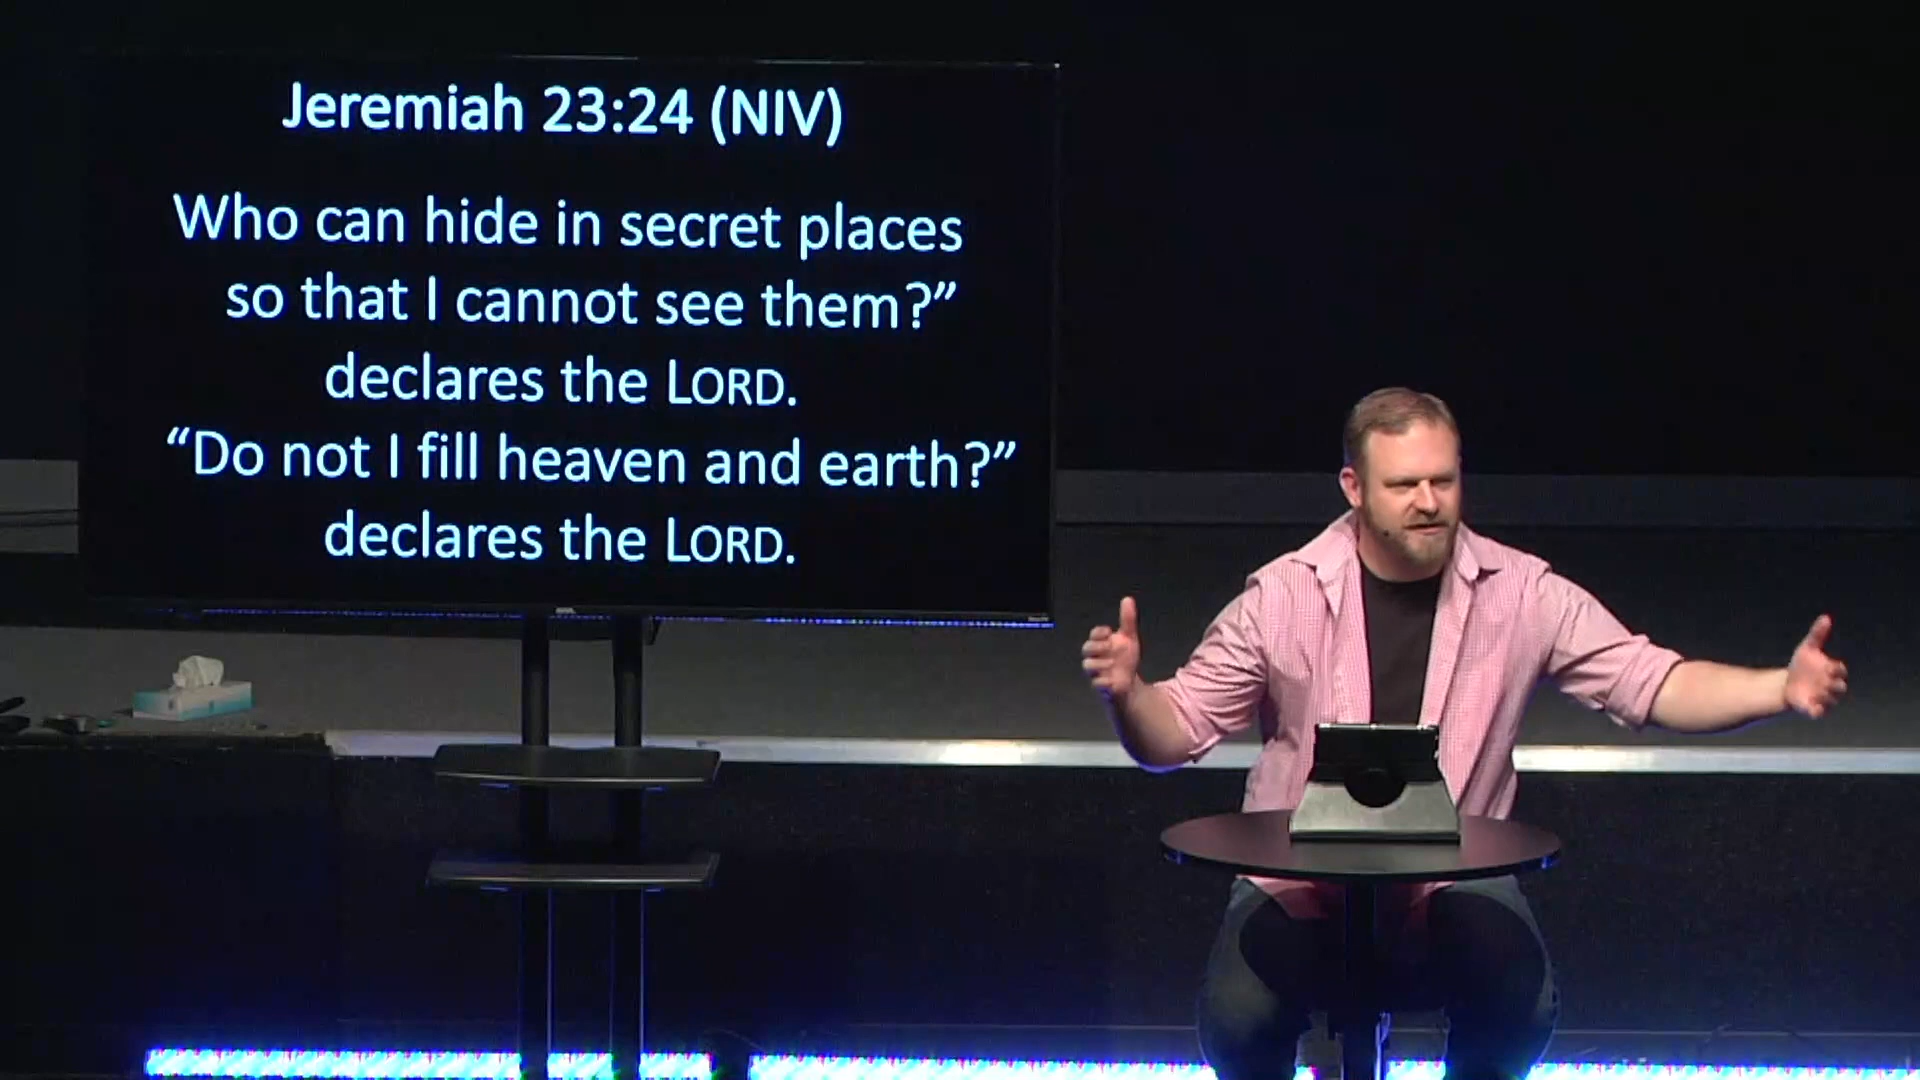 Jeremiah 23:24 (NIV)
Who can hide in secret places
so that I cannot see them?”
declares the LORD.
“Do not I fill heaven and earth?”
declares the LORD.